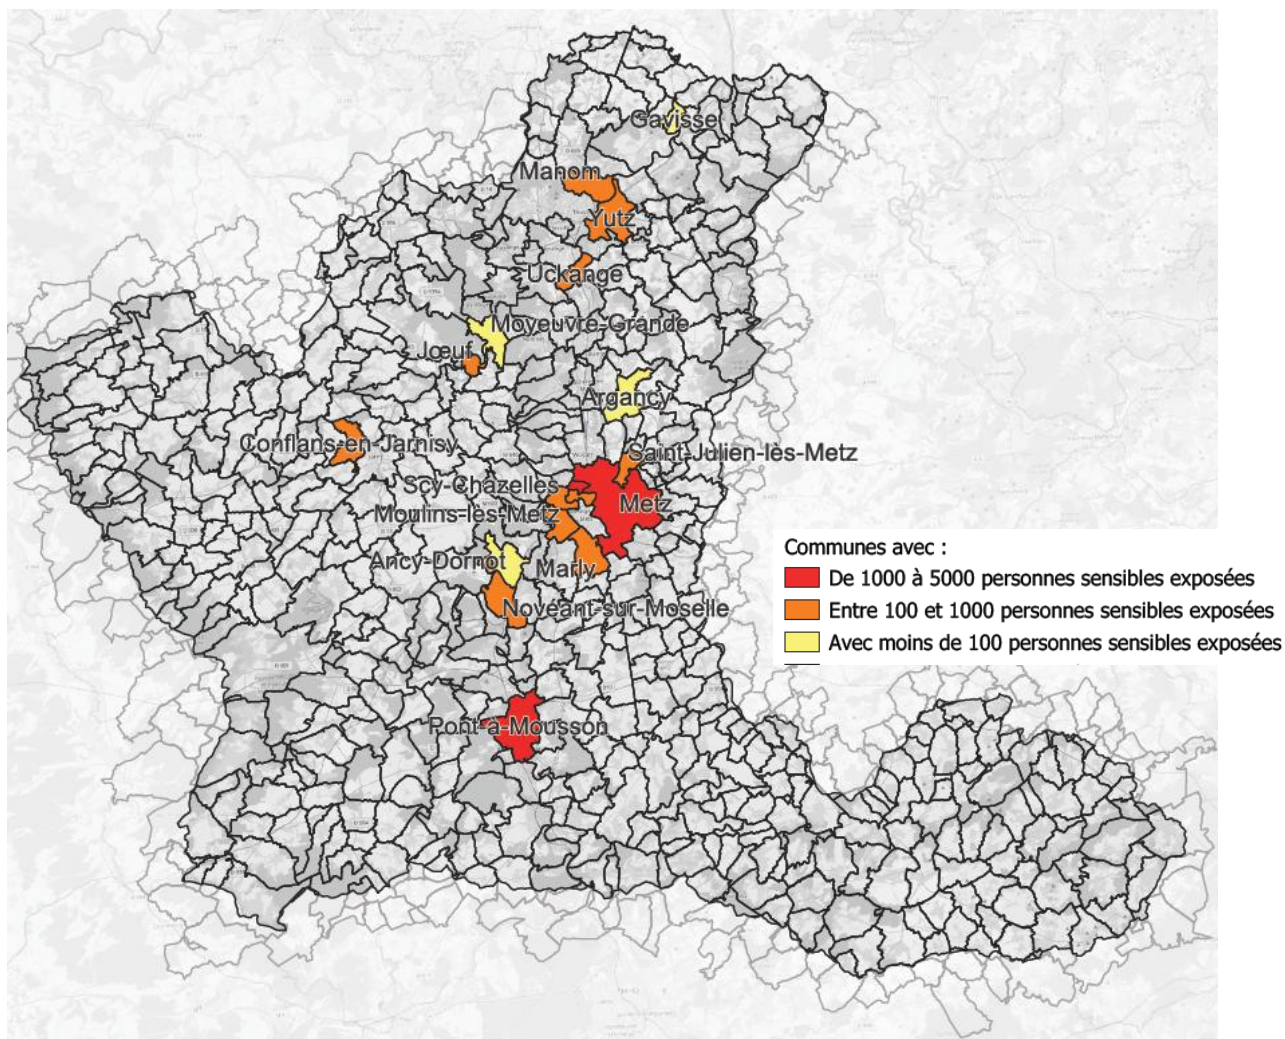 Gavisse
Manom
Yutz
Uckange
Moyeuvre-Grande
Jœuf
Argancy
Conflans-en-Jarnisy
Saint-Julien-lès-Metz
Scy-Chazelles
Metz
Moulins-lès-Metz
Ancy-Dornot
Marly
Novéant-sur-Moselle
Pont-à-Mousson
Communes avec :
De 1000 à 5000 personnes sensibles exposées
Entre 100 et 1000 personnes sensibles exposées
Avec moins de 100 personnes sensibles exposées